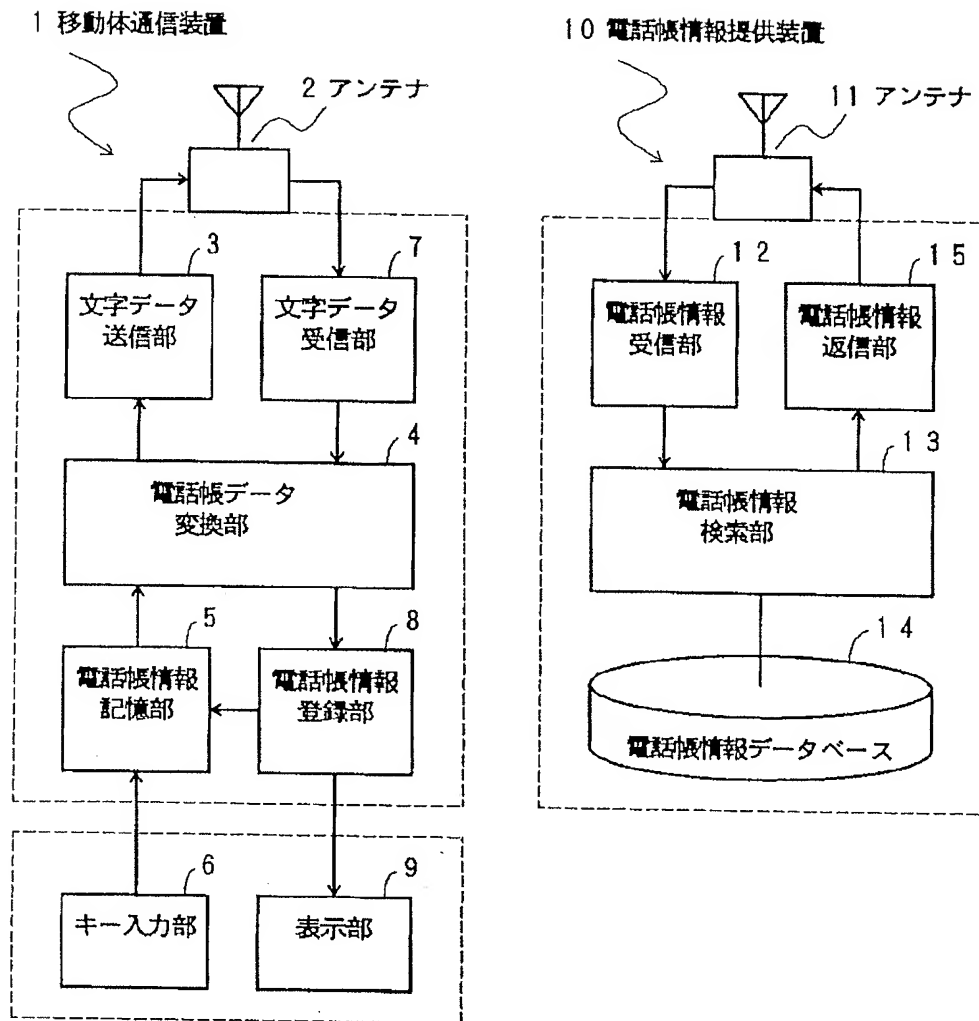 1 移動体通信装置
2 アンテナ
3
文字データ
送信部
7
文字データ
受信部
4
電話帳データ
変換部
5
電話帳情報
記憶部
8
電話帳情報
登録部
6
キー入力部
9
表示部
10 電話帳情報提供装置
11 アンテナ
12
電話帳情報
受信部
15
電話帳情報
返信部
13
電話帳情報
検索部
14
電話帳情報データベース